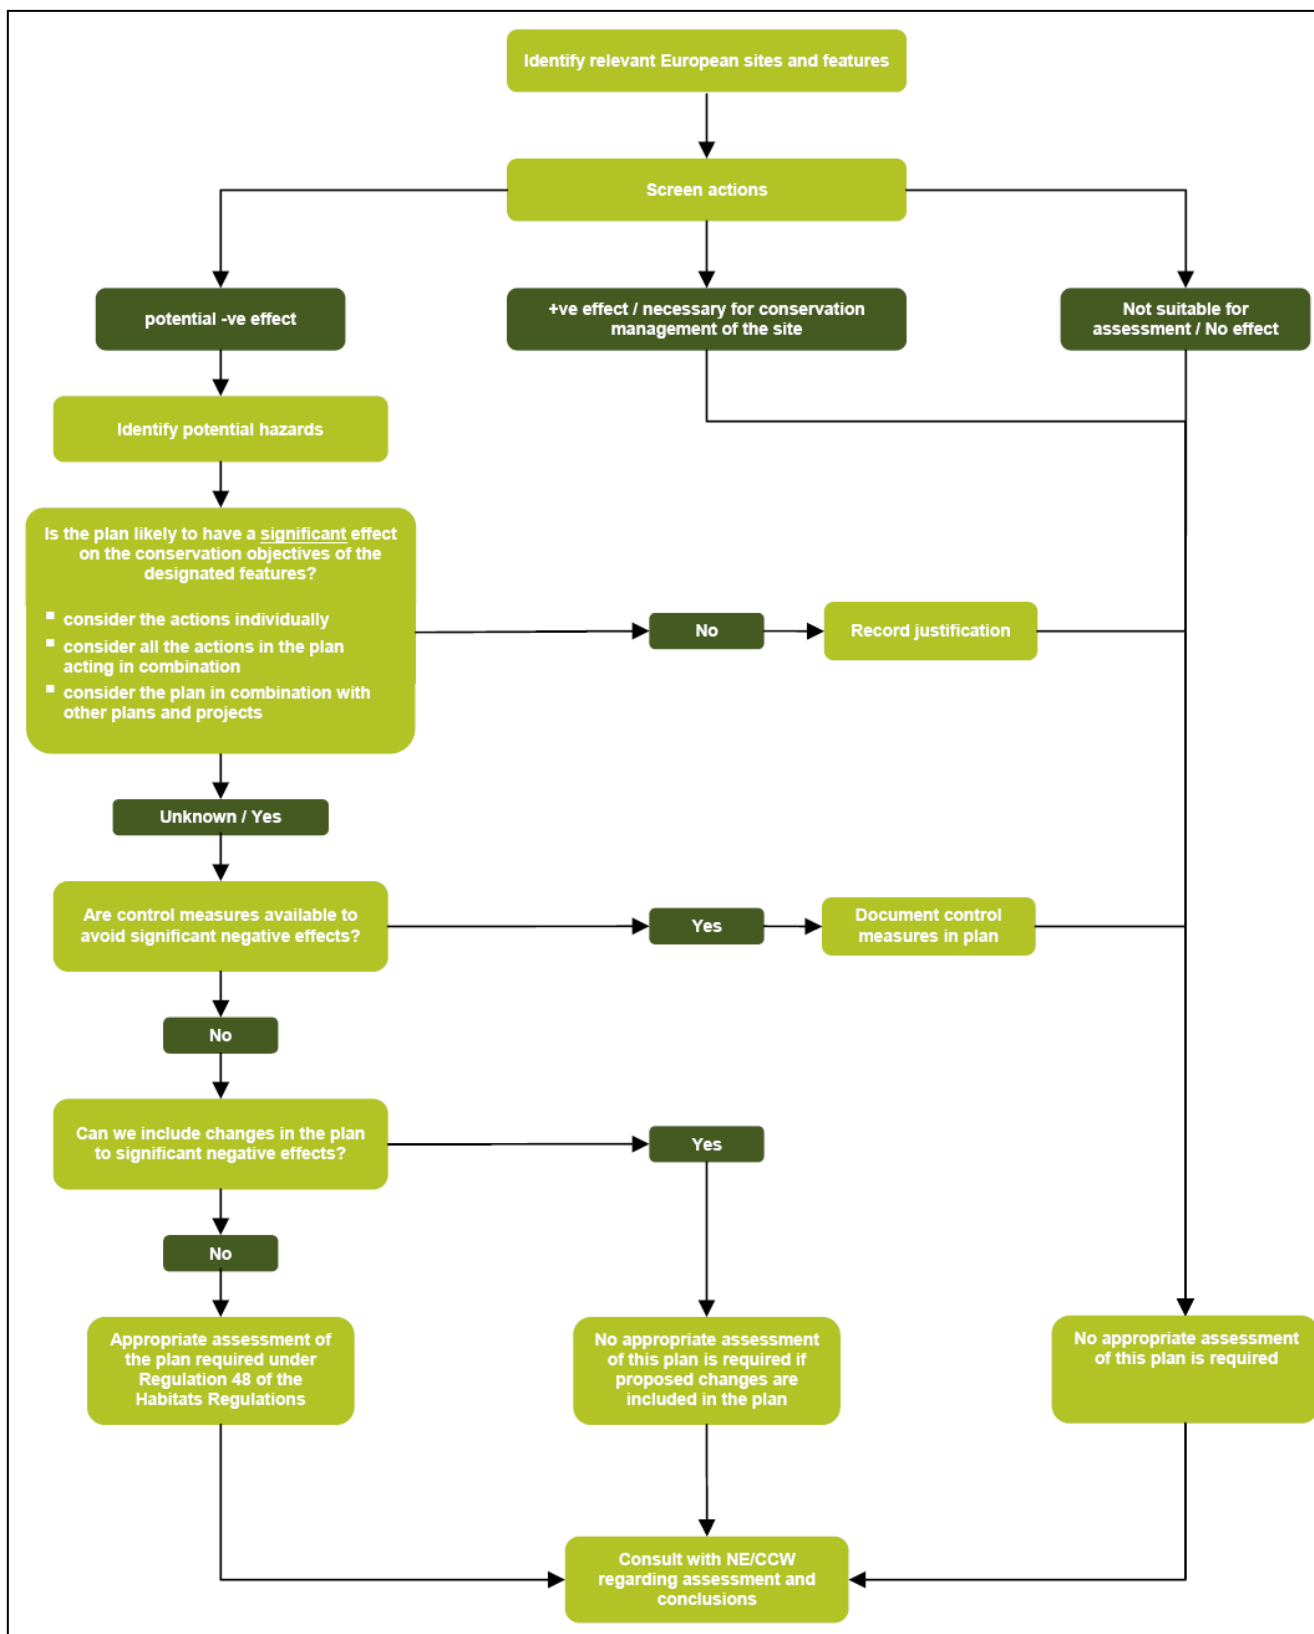 Identify relevant European sites and features
Screen actions
potential -ve effect
+ve effect / necessary for conservation
management of the site
Not suitable for
assessment / No effect
Identify potential hazards
Is the plan likely to have a significant effect
on the conservation objectives of the
designated features?
▪ consider the actions individually
▪ consider all the actions in the plan
acting in combination
▪ consider the plan in combination with
other plans and projects
No
Record justification
Unknown / Yes
Are control measures available to
avoid significant negative effects?
Yes
Document control
measures in plan
No
Can we include changes in the plan
to significant negative effects?
Yes
No
Appropriate assessment of
the plan required under
Regulation 48 of the
Habitats Regulations
No appropriate assessment
of this plan is required if
proposed changes are
included in the plan
No appropriate assessment
of this plan is required
Consult with NE/CCW
regarding assessment and
conclusions